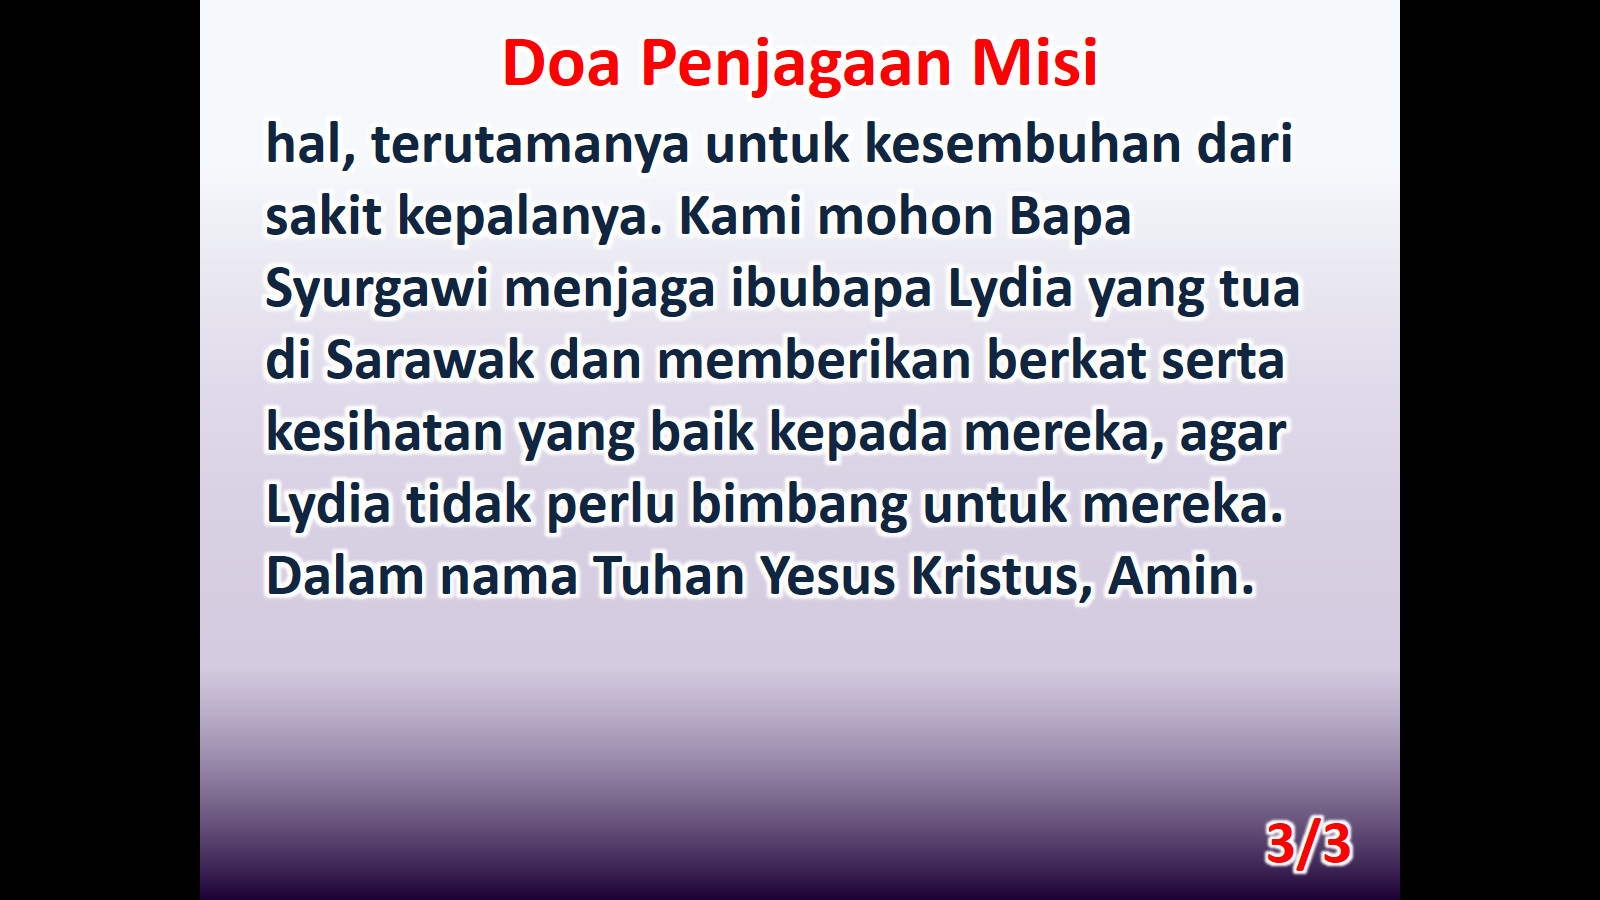 Doa Penjagaan Misi
hal, terutamanya untuk kesembuhan dari
sakit kepalanya. Kami mohon Bapa
Syurgawi menjaga ibubapa Lydia yang tua
di Sarawak dan memberikan berkat serta
kesihatan yang baik kepada mereka, agar
Lydia tidak perlu bimbang untuk mereka.
Dalam nama Tuhan Yesus Kristus, Amin.
3/3